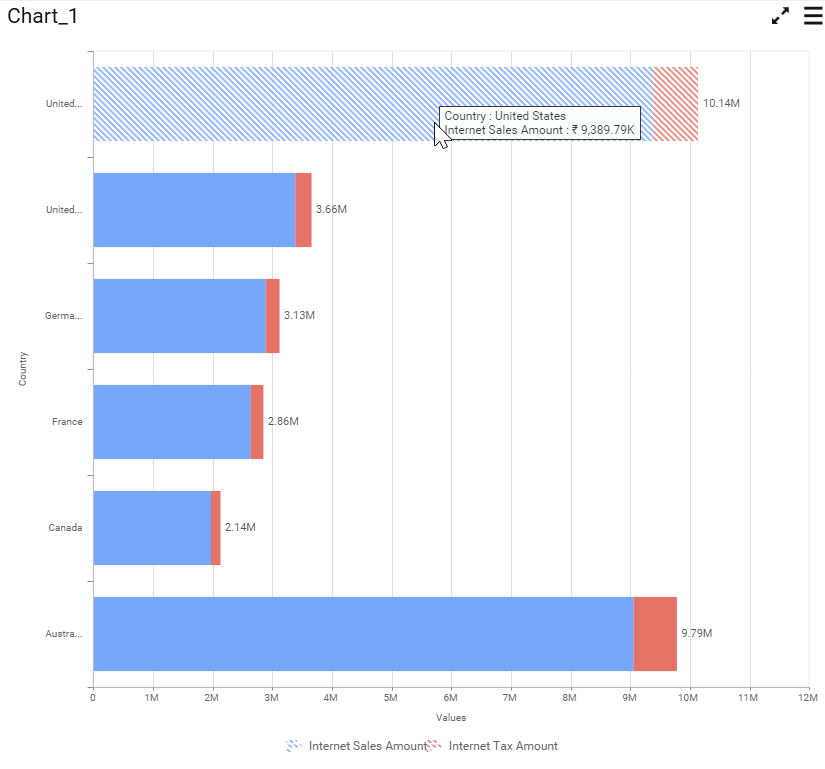 Chart_1
United...
10.14M
Country : United States
Internet Sales Amount : ₹ 9,389.79K
United...
3.66M
Germa...
3.13M
Country
France
2.86M
Canada
2.14M
Austra...
9.79M
0 1M 2M 3M 4M 5M 6M 7M 8M 9M 10M 11M 12M
Values
Internet Sales Amount Internet Tax Amount